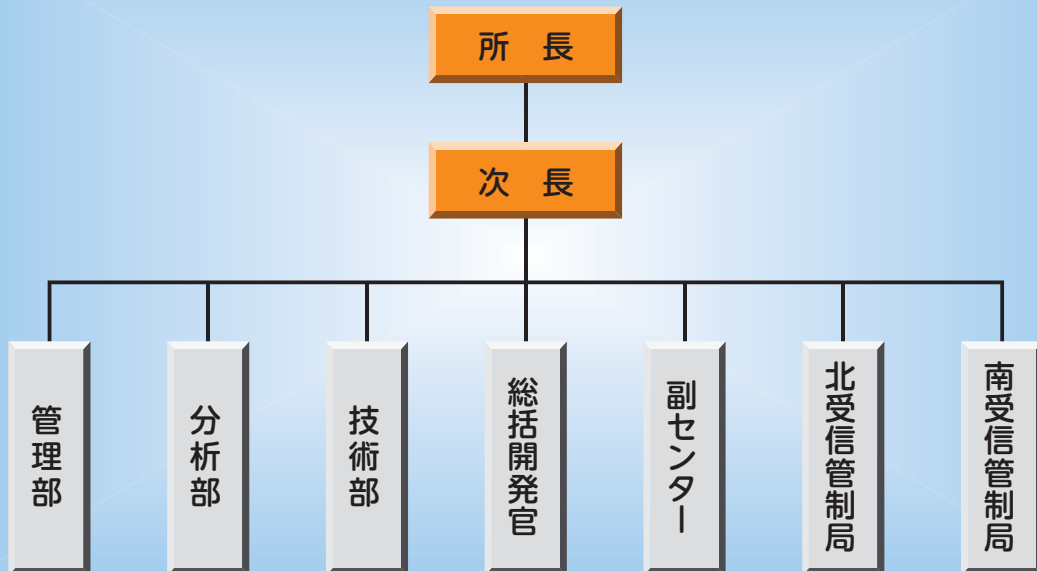 所　長
次　長
管理部
分析部
技術部
総括開発官
副センター
北受信管制局
南受信管制局